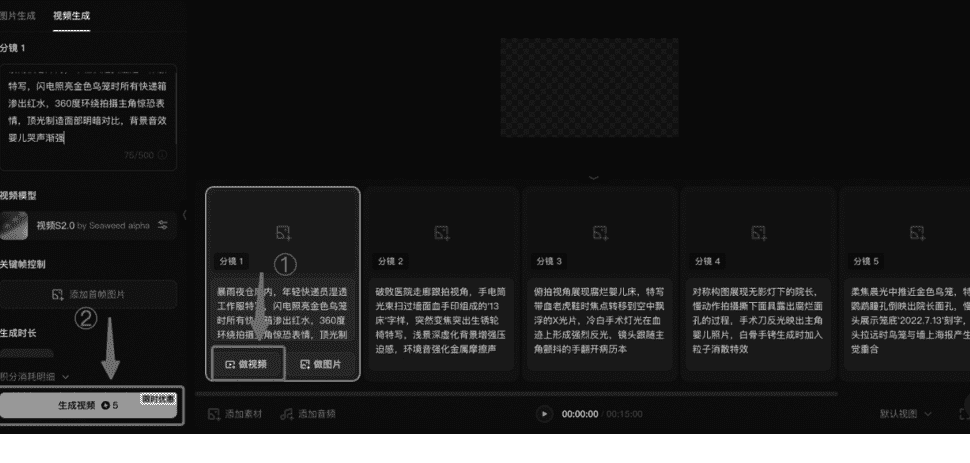 图片生成 视频生成
分镜 1
特写，闪电照亮金色鸟笼时所有快递箱
渗出红水，360度环绕拍摄主角惊恐表
情，顶光制造面部明暗对比，背景音效
婴儿哭声渐强
75/500
视频模型
视频S2.0 by Seaweed alpha
关键帧控制
添加首帧图片
②
生成时长
积分消耗明细
生成视频 5
限时优惠
分镜 1
①
暴雨夜仓库内，年轻快递员湿透
工作服特写，闪电照亮金色鸟笼
时所有快递箱渗出红水，360度
环绕拍摄主角惊恐表情，顶光制
做视频 做图片
分镜 2
破败医院走廊跟拍视角，手电筒
光束扫过墙面血手印组成的'13
床'字样，突然变焦突出生锈轮
椅特写，浅景深虚化背景增强压
迫感，环境音强化金属摩擦声
分镜 3
俯拍视角展现腐烂婴儿床，特写
带血老虎鞋时焦点转移到空中飘
浮的X光片，冷白手术灯光在血
迹上形成强烈反光，镜头跟随主
角颤抖的手翻开病历本
分镜 4
对称构图展现无影灯下的院长，
慢动作拍摄撕下面具露出腐烂面
孔的过程，手术刀反光映出主角
婴儿照片，白骨手铐生成时加入
粒子消散特效
分镜 5
柔焦晨光中推近金色鸟笼，特
鹦鹉瞳孔倒映出院长面孔，
头展示笼底'2022.7.13'刻字，
头拉远时鸟笼与墙上海报产生
觉重合
添加素材 添加音频
00:00:00 / 00:15:00
默认视图